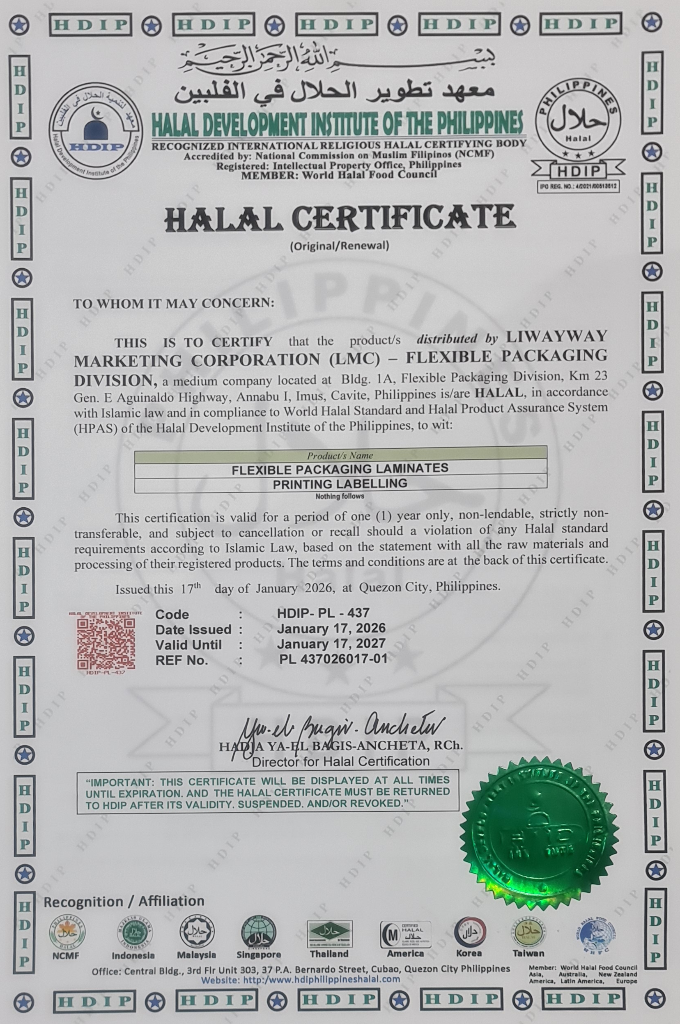 HDIP HDIP HDIP HDIP HDIP
بسم الله الرحمن الرحيم
معهد تطوير الحلال في الفلبين
HALAL DEVELOPMENT INSTITUTE OF THE PHILIPPINES
RECOGNIZED INTERNATIONAL RELIGIOUS HALAL CERTIFYING BODY
Accredited by: National Commission on Muslim Filipinos (NCMF)
Registered: Intellectual Property Office, Philippines
MEMBER: World Halal Food Council
HDIP
Halal Development Institute of the Philippines
PHILIPPINES
حلال
Halal
HDIP
IPO REG. NO.: 4/2021/00513012
HALAL CERTIFICATE
(Original/Renewal)
TO WHOM IT MAY CONCERN:
THIS IS TO CERTIFY that the product/s distributed by LIWAYWAY
MARKETING CORPORATION (LMC) – FLEXIBLE PACKAGING
DIVISION, a medium company located at Bldg. 1A, Flexible Packaging Division, Km 23
Gen. E Aguinaldo Highway, Annabu I, Imus, Cavite, Philippines is/are HALAL, in accordance
with Islamic law and in compliance to World Halal Standard and Halal Product Assurance System
(HPAS) of the Halal Development Institute of the Philippines, to wit:
Product/s Name
FLEXIBLE PACKAGING LAMINATES
PRINTING LABELLING
Nothing follows
This certification is valid for a period of one (1) year only, non-lendable, strictly non-
transferable, and subject to cancellation or recall should a violation of any Halal standard
requirements according to Islamic Law, based on the statement with all the raw materials and
processing of their registered products. The terms and conditions are at the back of this certificate.
Issued this 17th day of January 2026, at Quezon City, Philippines.
HDIP-PL-437
Code : HDIP- PL - 437
Date Issued : January 17, 2026
Valid Until : January 17, 2027
REF No. : PL 437026017-01
HADJA YA-EL BAGIS-ANCHETA, RCh.
Director for Halal Certification
“IMPORTANT: THIS CERTIFICATE WILL BE DISPLAYED AT ALL TIMES
UNTIL EXPIRATION. AND THE HALAL CERTIFICATE MUST BE RETURNED
TO HDIP AFTER ITS VALIDITY. SUSPENDED. AND/OR REVOKED.”
Recognition / Affiliation
NCMF Indonesia Malaysia Singapore Thailand America Korea Taiwan
Office: Central Bldg., 3rd Flr Unit 303, 37 P.A. Bernardo Street, Cubao, Quezon City Philippines
Website: http:/www.hdiphilippineshalal.com
Member: World Halal Food Council
Asia, Australia, New Zealand
America, Latin America, Europe
HDIP HDIP HDIP HDIP HDIP